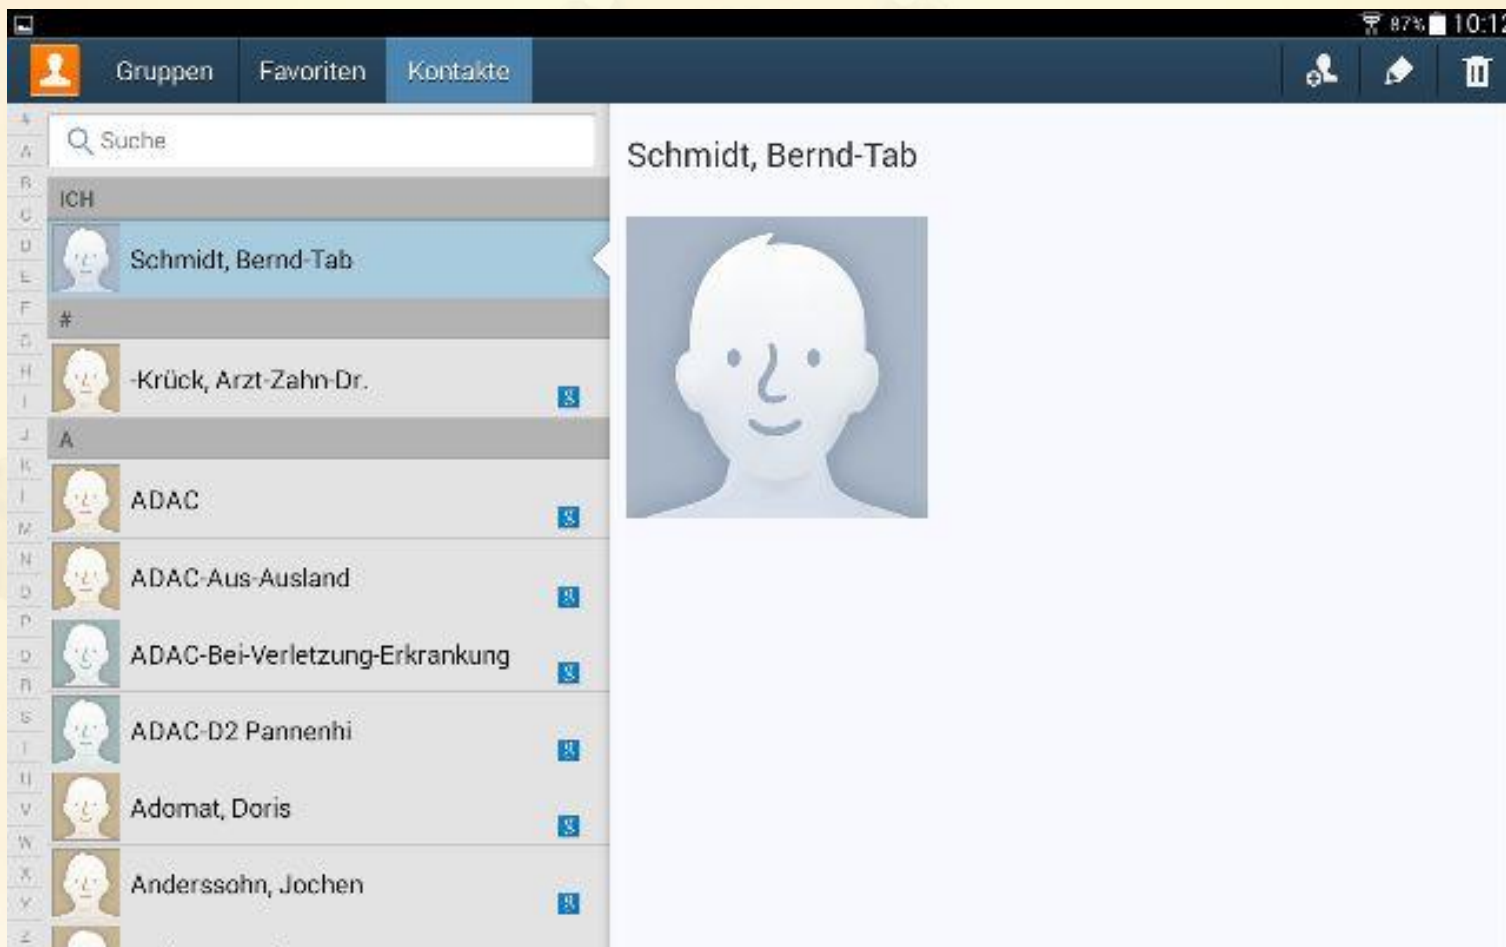 87% 10:12
Gruppen Favoriten Kontakte
Suche
Schmidt, Bernd-Tab
ICH
Schmidt, Bernd-Tab
#
-Krück, Arzt-Zahn-Dr.
A
ADAC
ADAC-Aus-Ausland
ADAC-Bei-Verletzung-Erkrankung
ADAC-D2 Pannenhi
Adomat, Doris
Anderssohn, Jochen
#
A
B
C
D
E
F
G
H
I
J
K
L
M
N
O
P
Q
R
S
T
U
V
W
X
Y
Z